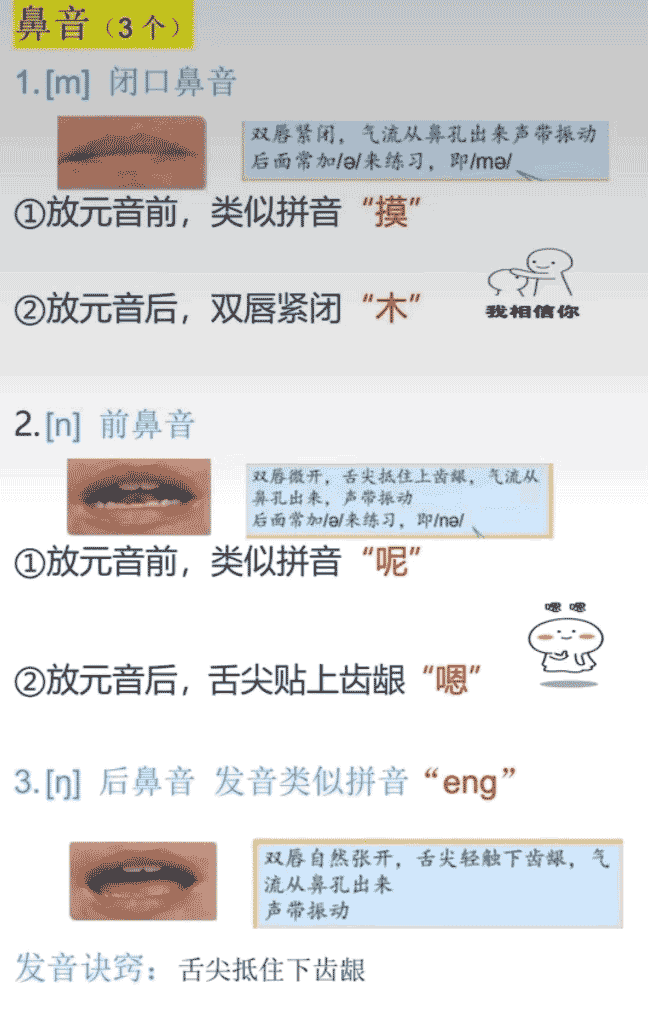 鼻音（3 个）
1.[m] 闭口鼻音
双唇紧闭，气流从鼻孔出来声带振动
后面常加/ə/来练习，即/mə/
①放元音前，类似拼音 “摸”
②放元音后，双唇紧闭 “木”
我相信你
2.[n] 前鼻音
双唇微开，舌尖抵住上齿龈，气流从
鼻孔出来，声带振动
后面常加/ə/来练习，即/nə/
①放元音前，类似拼音 “呢”
嗯 嗯
②放元音后，舌尖贴上齿龈 “嗯”
3.[ŋ] 后鼻音 发音类似拼音 “eng”
双唇自然张开，舌尖轻触下齿龈，气
流从鼻孔出来
声带振动
发音诀窍：舌尖抵住下齿龈